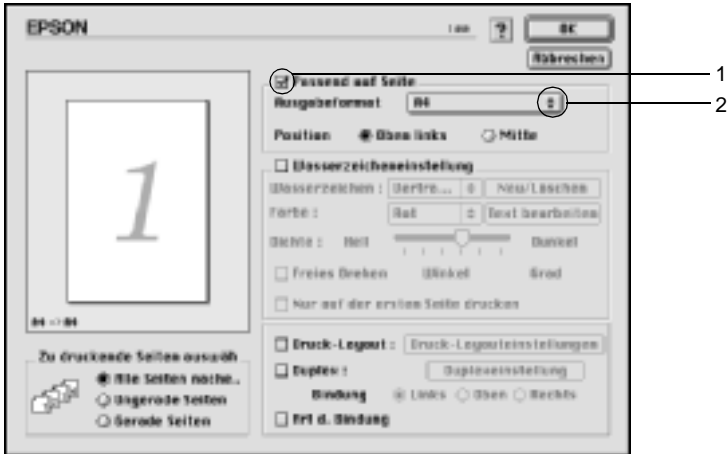 EPSON
?
OK
Abbrechen
1
Passend auf Seite
Ausgabeformat A4
2
Position Oben links Mitte
1
Wasserzeicheneinstellung
Wasserzeichen : Vertra... Neu/Löschen
Farbe : Rot Text bearbeiten
Dichte : Hell Dunkel
Freies Drehen Winkel Grad
Nur auf der ersten Seite drucken
A4 -> A4
Zu druckende Seiten auswäh
Alle Seiten nache..
Ungerade Seiten
Gerade Seiten
Druck-Layout : Druck-Layouteinstellungen
Duplex : Duplexeinstellung
Bindung Links Oben Rechts
Art d. Bindung